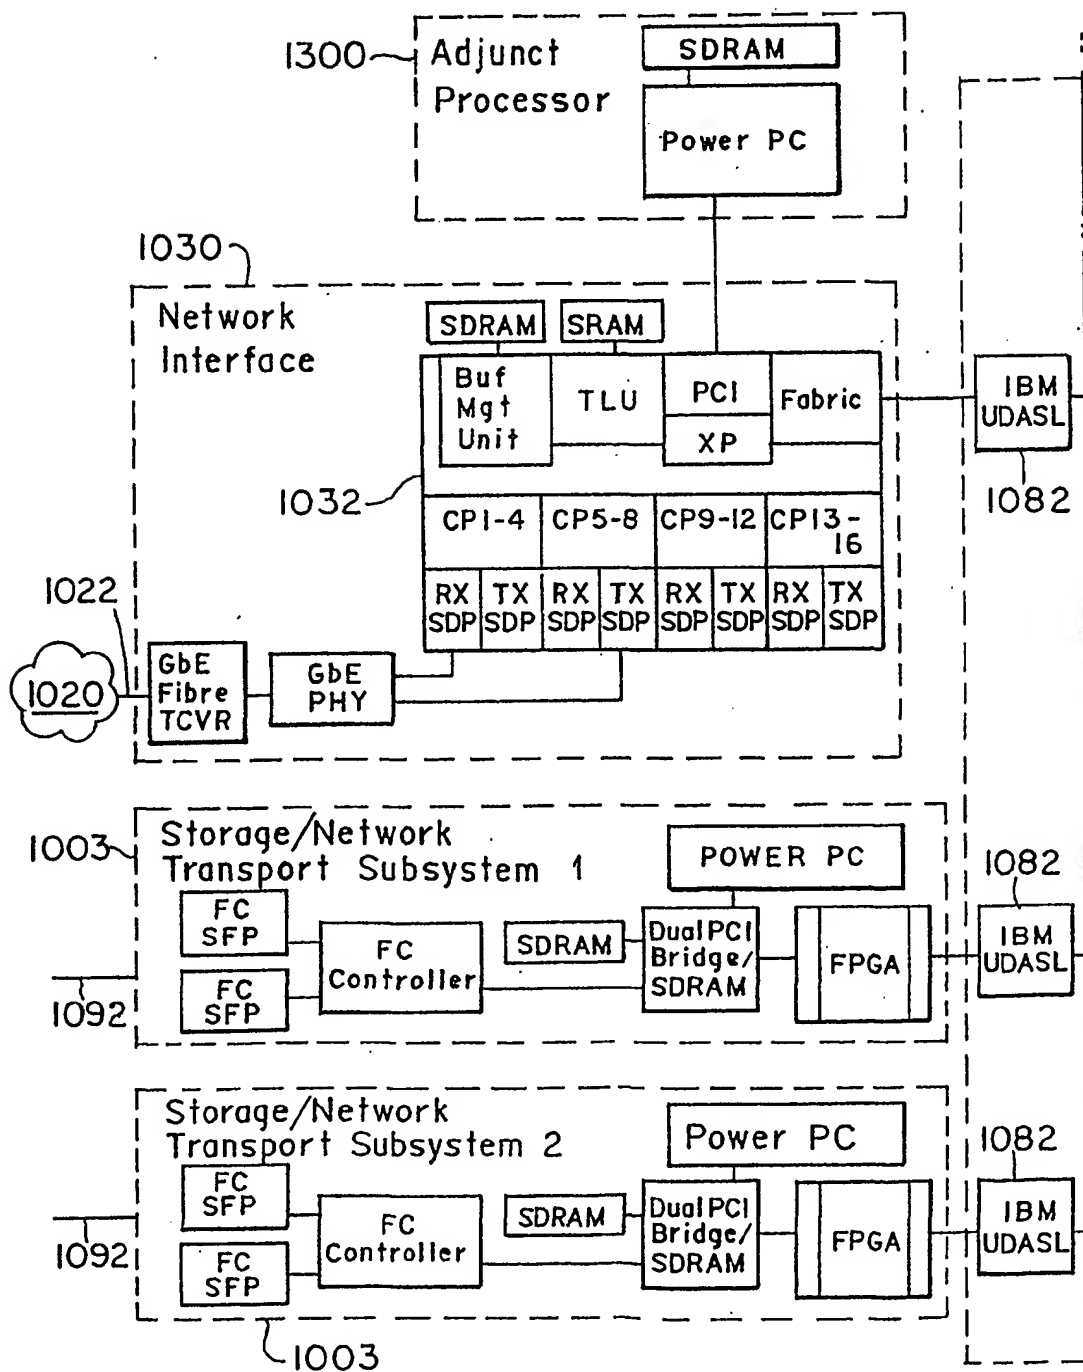 1300
Adjunct
Processor
SDRAM
Power PC
1030
Network
Interface
SDRAM
SRAM
Buf
Mgt
Unit
TLU
PCI
XP
Fabric
IBM
UDASL
1082
1032
CP1-4
CP5-8
CP9-12
CP13-
16
RX
SDP
TX
SDP
RX
SDP
TX
SDP
RX
SDP
TX
SDP
RX
SDP
TX
SDP
1022
1020
GbE
Fibre
TCVR
GbE
PHY
1003
Storage/Network
Transport Subsystem 1
POWER PC
1082
FC
SFP
FC
SFP
FC
Controller
SDRAM
Dual PCI
Bridge/
SDRAM
FPGA
IBM
UDASL
1092
Storage/Network
Transport Subsystem 2
Power PC
1082
FC
SFP
FC
SFP
FC
Controller
SDRAM
Dual PCI
Bridge/
SDRAM
FPGA
IBM
UDASL
1092
1003